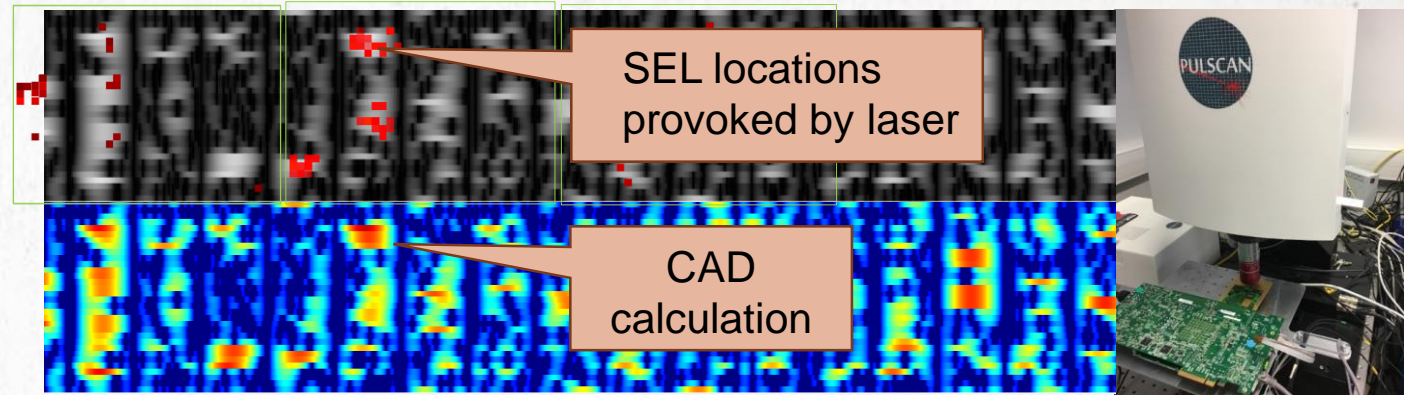 SEL locations
provoked by laser
CAD
calculation
PULSCAN